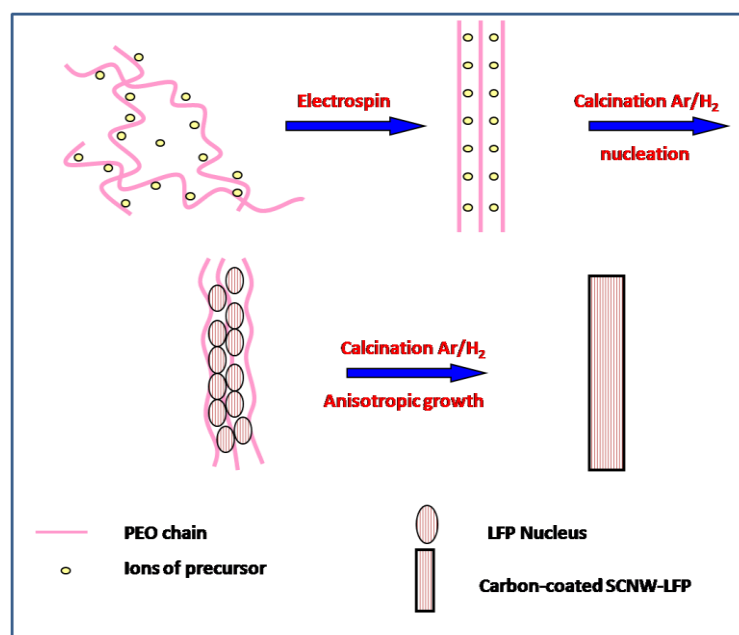 Electrospin
Calcination Ar/H₂
nucleation
Calcination Ar/H₂
Anisotropic growth
PEO chain
LFP Nucleus
Ions of precursor
Carbon-coated SCNW-LFP